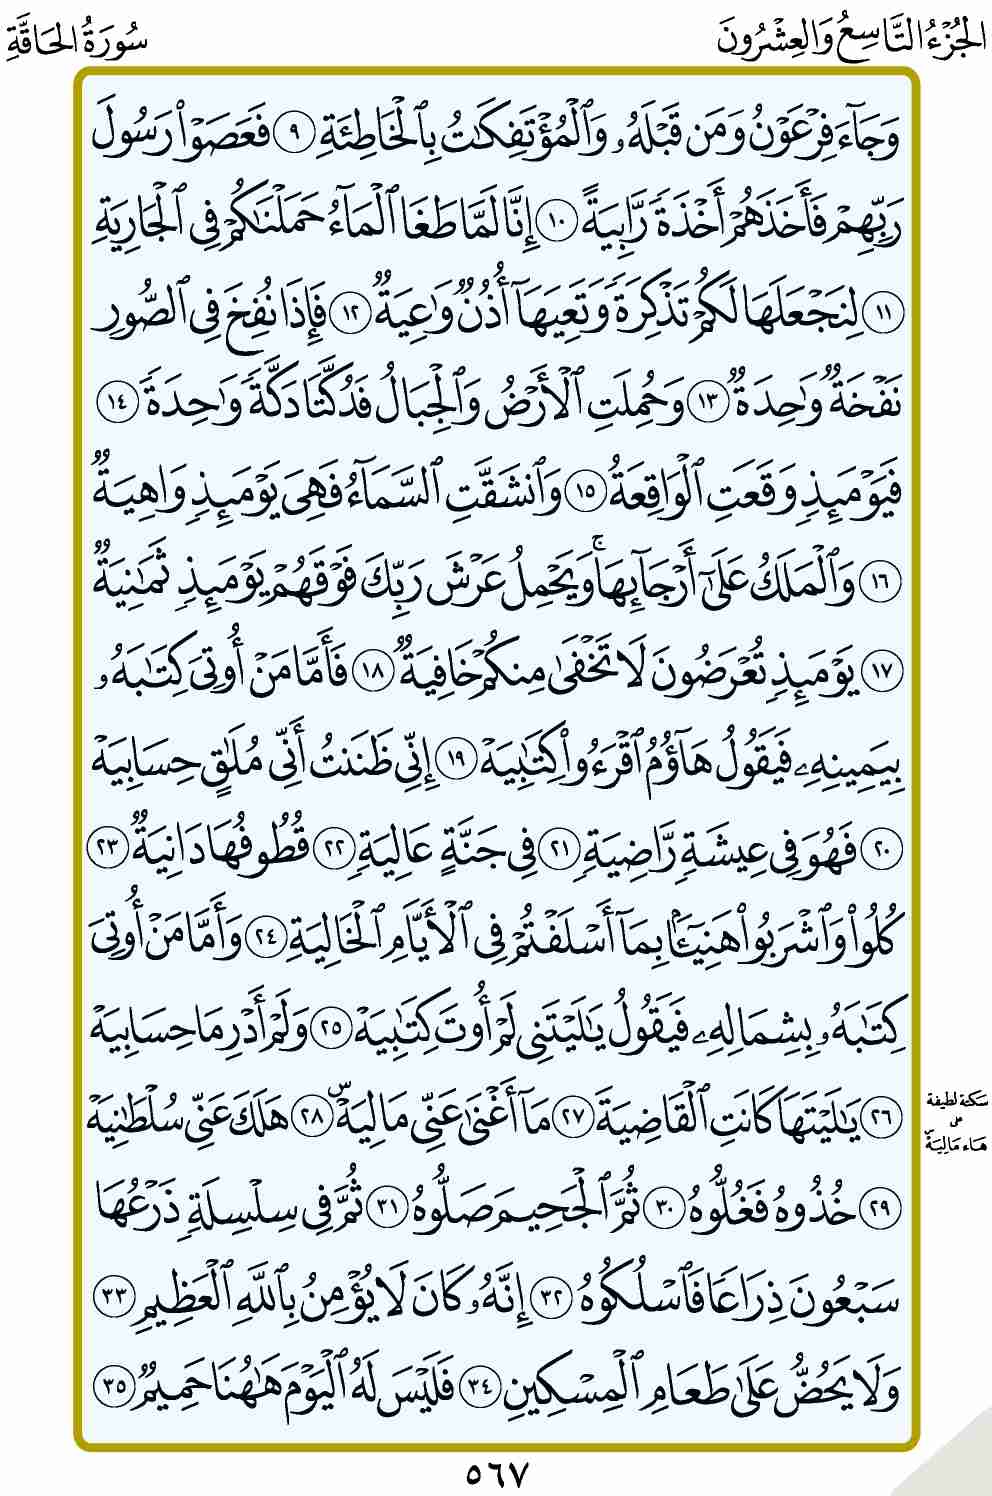 الجُزْءُ التَّاسِعُ وَالعِشْرُونَ
سُورَةُ الحَاقَّةِ
وَجَآءَ فِرْعَوْنُ وَمَن قَبْلَهُۥ وَٱلْمُؤْتَفِكَٰتُ بِٱلْخَاطِئَةِ ٩ فَعَصَوْا۟ رَسُولَ
رَبِّهِمْ فَأَخَذَهُمْ أَخْذَةً رَّابِيَةً ١٠ إِنَّا لَمَّا طَغَا ٱلْمَآءُ حَمَلْنَٰكُمْ فِى ٱلْجَارِيَةِ
١١ لِنَجْعَلَهَا لَكُمْ تَذْكِرَةً وَتَعِيَهَآ أُذُنٌ وَٰعِيَةٌ ١٢ فَإِذَا نُفِخَ فِى ٱلصُّورِ
نَفْخَةٌ وَٰحِدَةٌ ١٣ وَحُمِلَتِ ٱلْأَرْضُ وَٱلْجِبَالُ فَدُكَّتَا دَكَّةً وَٰحِدَةً ١٤
فَيَوْمَئِذٍ وَقَعَتِ ٱلْوَاقِعَةُ ١٥ وَٱنشَقَّتِ ٱلسَّمَآءُ فَهِىَ يَوْمَئِذٍ وَاهِيَةٌ
١٦ وَٱلْمَلَكُ عَلَىٰٓ أَرْجَآئِهَا ۚ وَيَحْمِلُ عَرْشَ رَبِّكَ فَوْقَهُمْ يَوْمَئِذٍ ثَمَٰنِيَةٌ
١٧ يَوْمَئِذٍ تُعْرَضُونَ لَا تَخْفَىٰ مِنكُمْ خَافِيَةٌ ١٨ فَأَمَّا مَنْ أُوتِىَ كِتَٰبَهُۥ
بِيَمِينِهِۦ فَيَقُولُ هَآؤُمُ ٱقْرَءُوا۟ كِتَٰبِيَهْ ١٩ إِنِّى ظَنَنتُ أَنِّى مُلَٰقٍ حِسَابِيَهْ
٢٠ فَهُوَ فِى عِيشَةٍ رَّاضِيَةٍ ٢١ فِى جَنَّةٍ عَالِيَةٍ ٢٢ قُطُوفُهَا دَانِيَةٌ ٢٣
كُلُوا۟ وَٱشْرَبُوا۟ هَنِيٓـًٔۢا بِمَآ أَسْلَفْتُمْ فِى ٱلْأَيَّامِ ٱلْخَالِيَةِ ٢٤ وَأَمَّا مَنْ أُوتِىَ
كِتَٰبَهُۥ بِشِمَالِهِۦ فَيَقُولُ يَٰلَيْتَنِى لَمْ أُوتَ كِتَٰبِيَهْ ٢٥ وَلَمْ أَدْرِ مَا حِسَابِيَهْ
٢٦ يَٰلَيْتَهَا كَانَتِ ٱلْقَاضِيَةَ ٢٧ مَآ أَغْنَىٰ عَنِّى مَالِيَهْ ۜ ٢٨ هَلَكَ عَنِّى سُلْطَٰنِيَهْ
سكتة لطيفة
على
هَاء مَالِيَهْ
٢٩ خُذُوهُ فَغُلُّوهُ ٣٠ ثُمَّ ٱلْجَحِيمَ صَلُّوهُ ٣١ ثُمَّ فِى سِلْسِلَةٍ ذَرْعُهَا
سَبْعُونَ ذِرَاعًا فَٱسْلُكُوهُ ٣٢ إِنَّهُۥ كَانَ لَا يُؤْمِنُ بِٱللَّهِ ٱلْعَظِيمِ ٣٣
وَلَا يَحُضُّ عَلَىٰ طَعَامِ ٱلْمِسْكِينِ ٣٤ فَلَيْسَ لَهُ ٱلْيَوْمَ هَٰهُنَا حَمِيمٌ ٣٥
٥٦٧